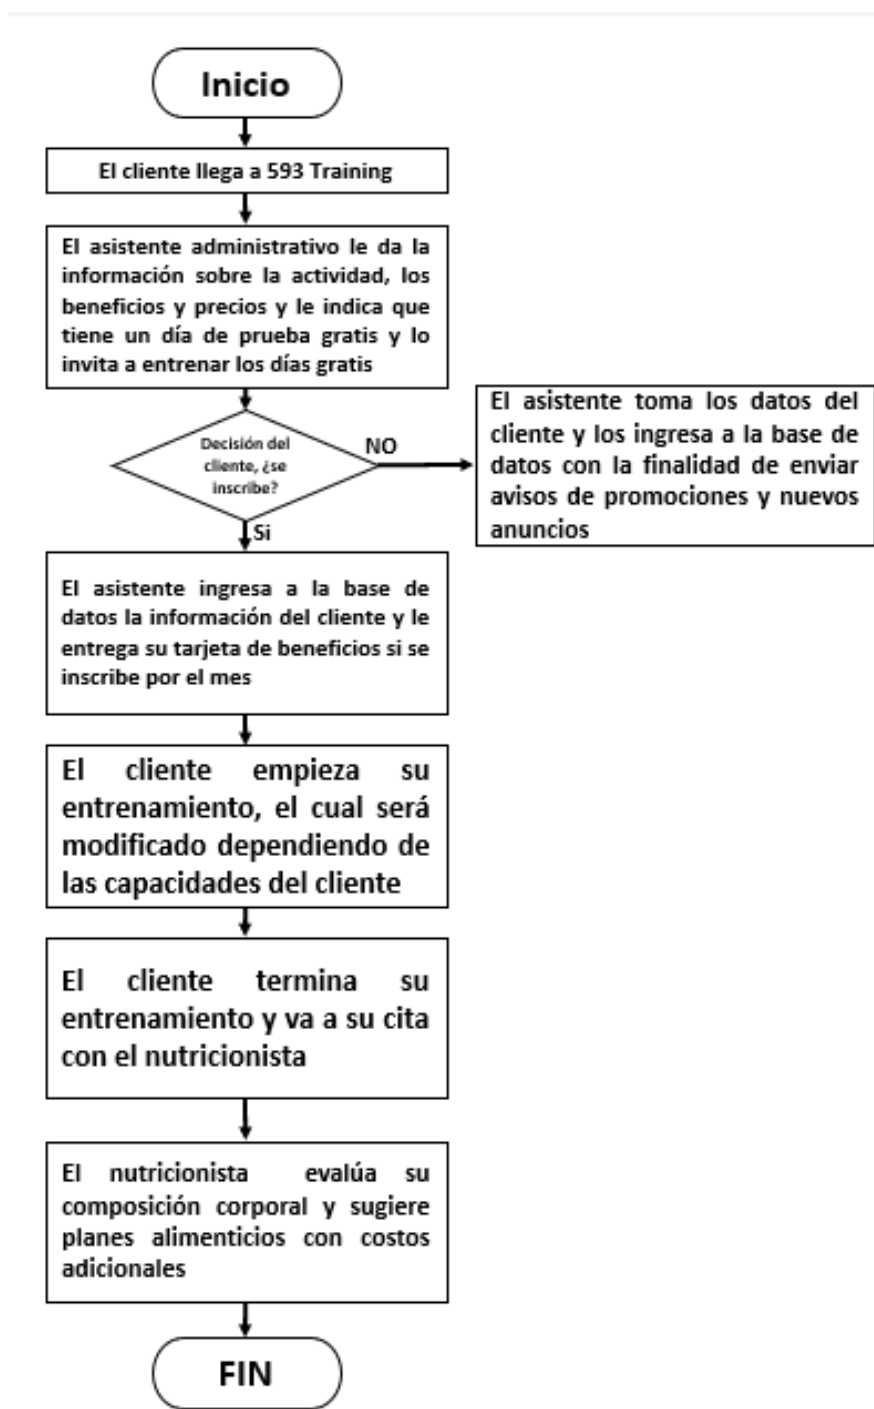 Inicio
El cliente llega a 593 Training
El asistente administrativo le da la
información sobre la actividad, los
beneficios y precios y le indica que
tiene un día de prueba gratis y lo
invita a entrenar los días gratis
Decisión del
cliente, ¿se
inscribe?
NO
El asistente toma los datos del
cliente y los ingresa a la base de
datos con la finalidad de enviar
avisos de promociones y nuevos
anuncios
Si
El asistente ingresa a la base de
datos la información del cliente y le
entrega su tarjeta de beneficios si se
inscribe por el mes
El cliente empieza su
entrenamiento, el cual será
modificado dependiendo de
las capacidades del cliente
El cliente termina su
entrenamiento y va a su cita
con el nutricionista
El nutricionista evalúa su
composición corporal y sugiere
planes alimenticios con costos
adicionales
FIN